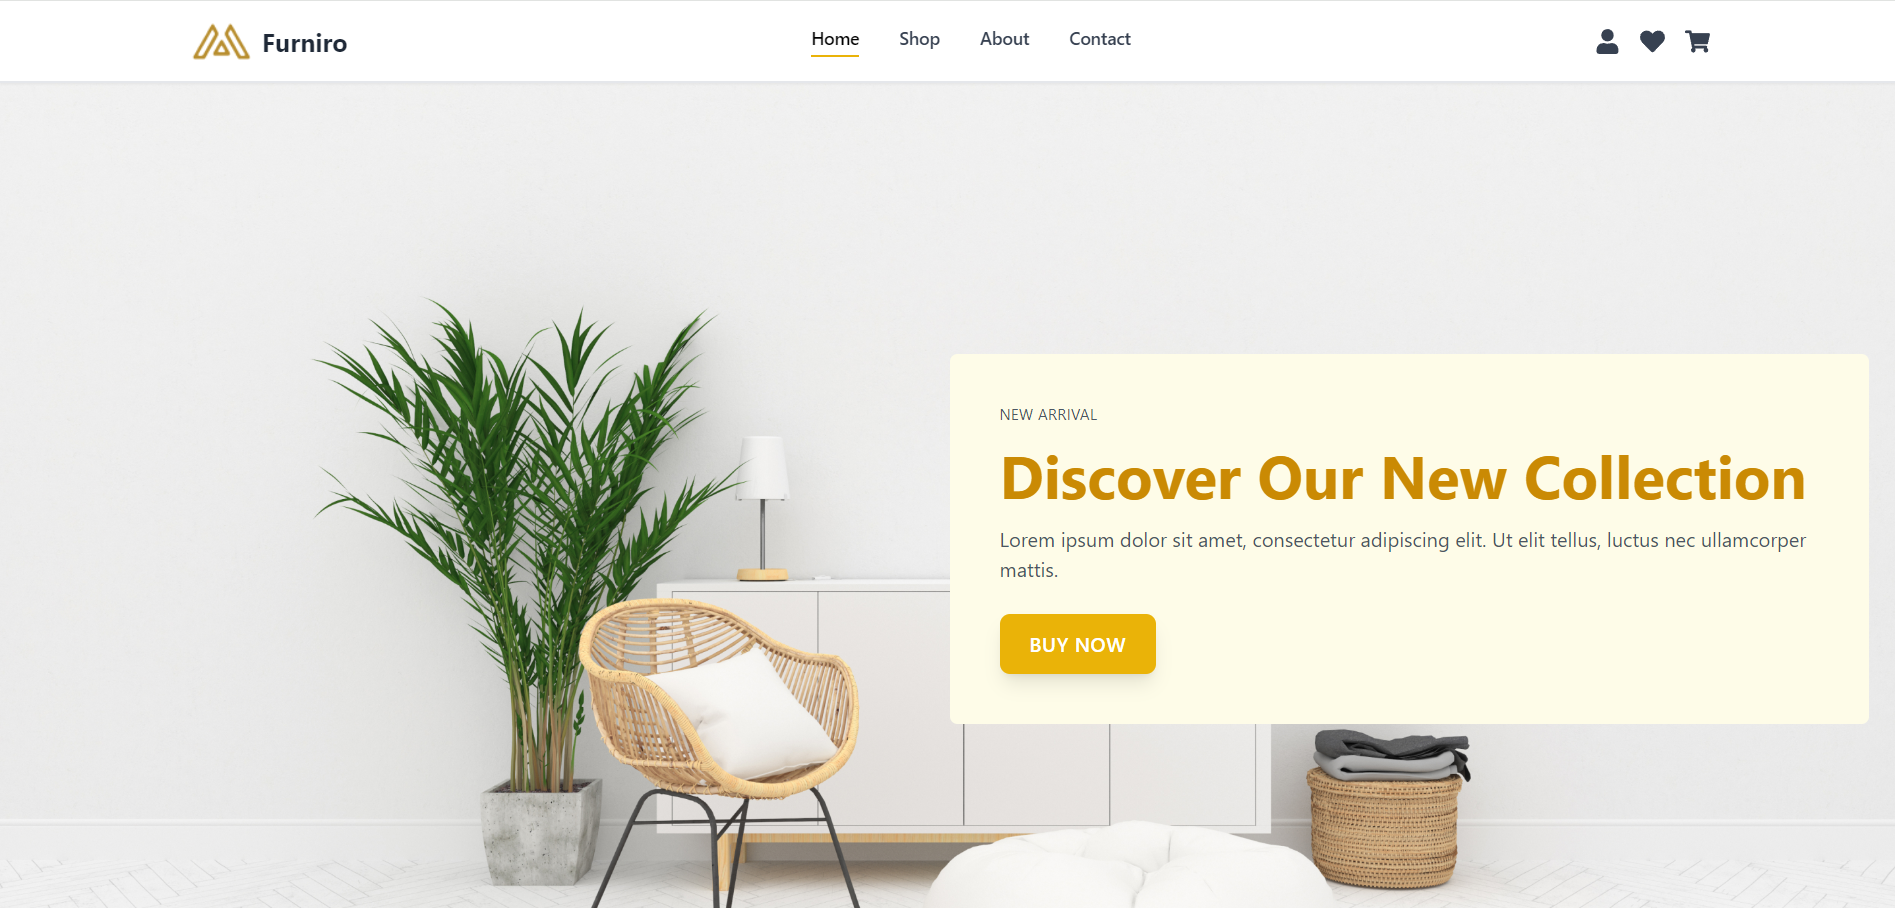 Furniro
Home
Shop
About
Contact
NEW ARRIVAL
Discover Our New Collection
Lorem ipsum dolor sit amet, consectetur adipiscing elit. Ut elit tellus, luctus nec ullamcorper
mattis.
BUY NOW